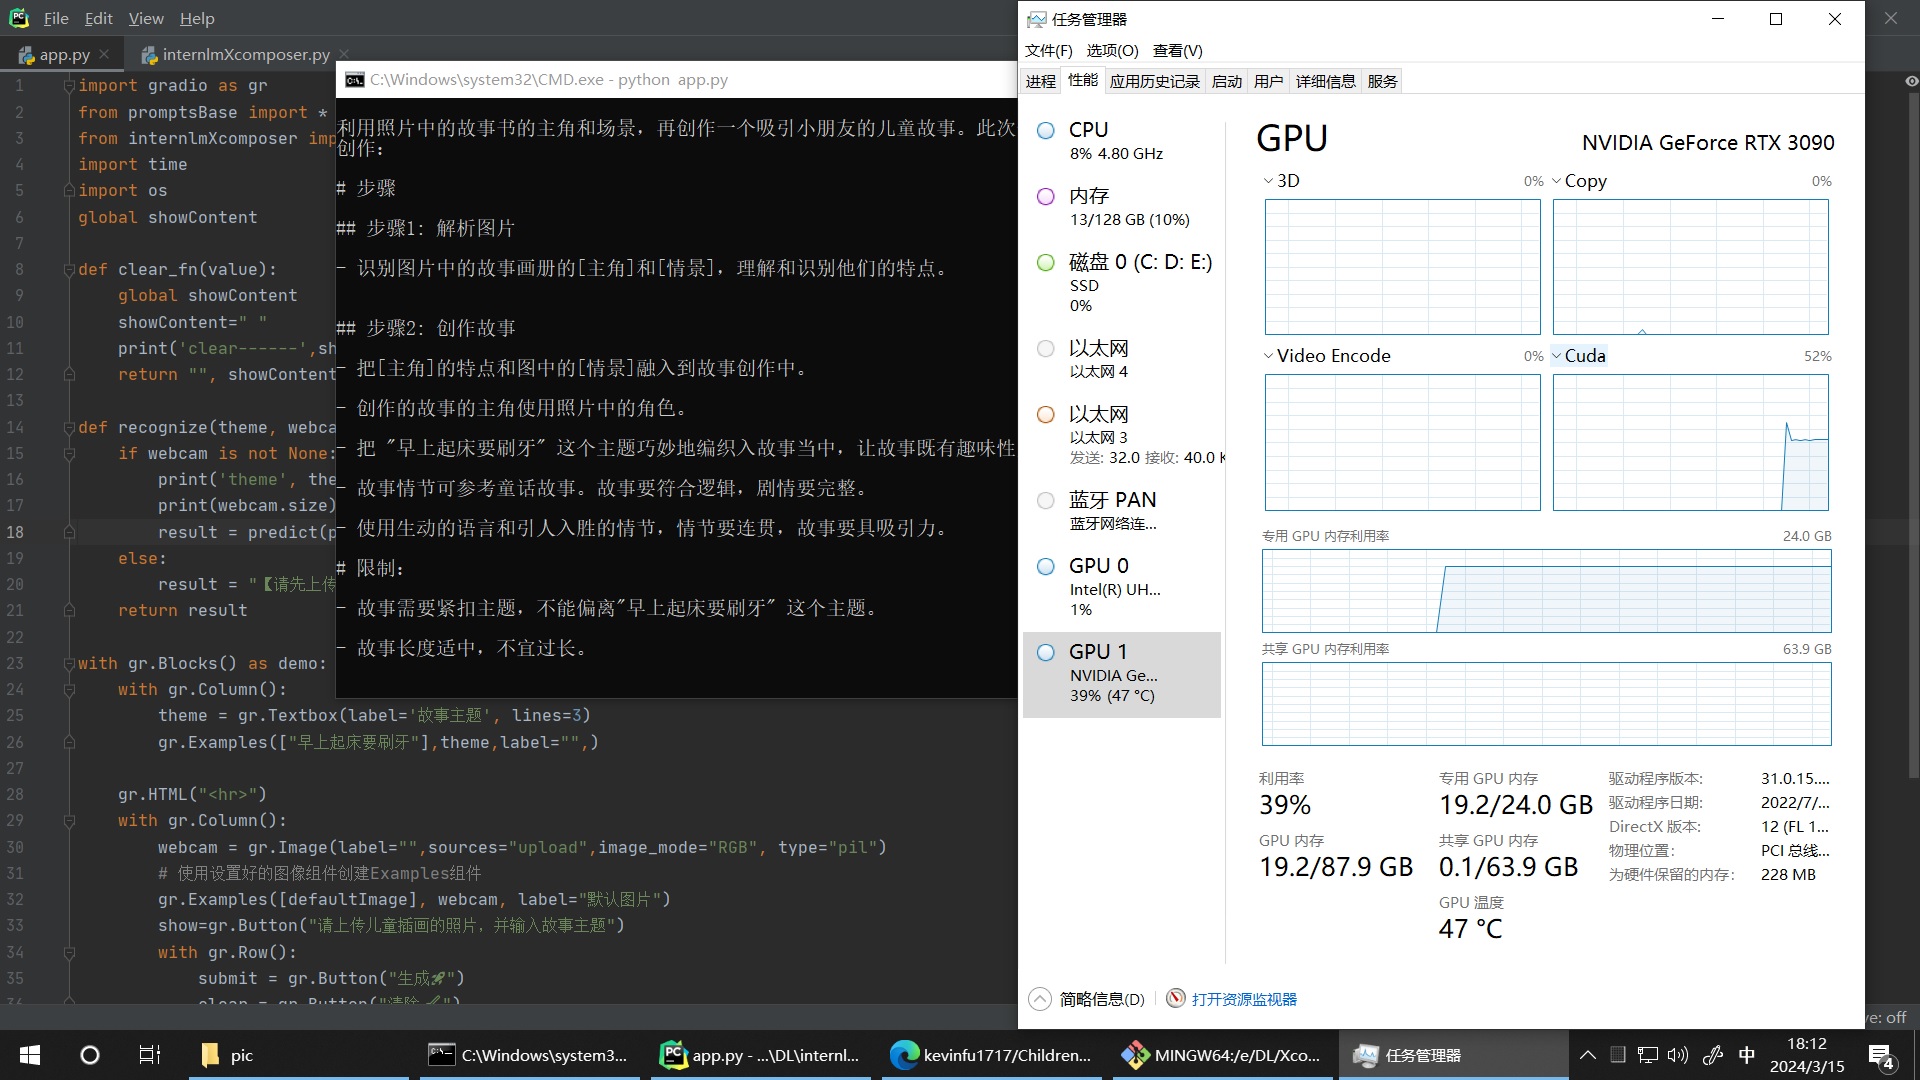 File Edit View Help
app.py
internlmXcomposer.py
1 import gradio as gr
2 from promptsBase import *
3 from internlmXcomposer imp
4 import time
5 import os
6 global showContent
7
8 def clear_fn(value):
9 global showContent
10 showContent=" "
11 print('clear------',sh
12 return "", showContent
13
14 def recognize(theme, webca
15 if webcam is not None:
16 print('theme', the
17 print(webcam.size)
18 result = predict(p
19 else:
20 result = "【请先上传
21 return result
22
23 with gr.Blocks() as demo:
24 with gr.Column():
25 theme = gr.Textbox(label='故事主题', lines=3)
26 gr.Examples(["早上起床要刷牙"],theme,label="",)
27
28 gr.HTML("<hr>")
29 with gr.Column():
30 webcam = gr.Image(label="",sources="upload",image_mode="RGB", type="pil")
31 # 使用设置好的图像组件创建Examples组件
32 gr.Examples([defaultImage], webcam, label="默认图片")
33 show=gr.Button("请上传儿童插画的照片，并输入故事主题")
34 with gr.Row():
35 submit = gr.Button("生成🚀")
C:\Windows\system32\CMD.exe - python app.py
利用照片中的故事书的主角和场景，再创作一个吸引小朋友的儿童故事。此次
创作：
# 步骤
## 步骤1: 解析图片
- 识别图片中的故事画册的[主角]和[情景]，理解和识别他们的特点。
## 步骤2: 创作故事
- 把[主角]的特点和图中的[情景]融入到故事创作中。
- 创作的故事的主角使用照片中的角色。
- 把 "早上起床要刷牙" 这个主题巧妙地编织入故事当中，让故事既有趣味性
- 故事情节可参考童话故事。故事要符合逻辑，剧情要完整。
- 使用生动的语言和引人入胜的情节，情节要连贯，故事要具吸引力。
# 限制：
- 故事需要紧扣主题，不能偏离"早上起床要刷牙" 这个主题。
- 故事长度适中，不宜过长。
任务管理器
文件(F) 选项(O) 查看(V)
进程 性能 应用历史记录 启动 用户 详细信息 服务
CPU
8% 4.80 GHz
内存
13/128 GB (10%)
磁盘 0 (C: D: E:)
SSD
0%
以太网
以太网 4
以太网
以太网 3
发送: 32.0 接收: 40.0 K
蓝牙 PAN
蓝牙网络连...
GPU 0
Intel(R) UH...
1%
GPU 1
NVIDIA Ge...
39% (47 °C)
GPU
NVIDIA GeForce RTX 3090
3D 0% Copy 0%
Video Encode 0% Cuda 52%
专用 GPU 内存利用率 24.0 GB
共享 GPU 内存利用率 63.9 GB
利用率
39%
专用 GPU 内存
19.2/24.0 GB
GPU 内存
19.2/87.9 GB
共享 GPU 内存
0.1/63.9 GB
GPU 温度
47 °C
驱动程序版本: 31.0.15....
驱动程序日期: 2022/7/...
DirectX 版本: 12 (FL 1...
物理位置: PCI 总线...
为硬件保留的内存: 228 MB
简略信息(D) 打开资源监视器
ve: off
pic
C:\Windows\system3...
app.py - ...\DL\internl...
kevinfu1717/Children...
MINGW64:/e/DL/Xco...
任务管理器
中
18:12
2024/3/15
4